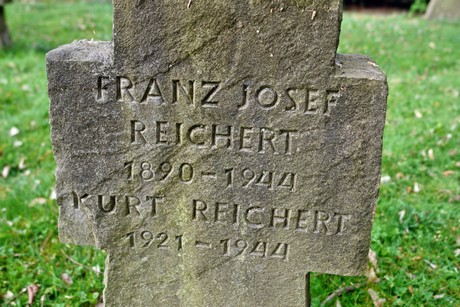 FRANZ JOSEF
REICHERT
1890-1944
KURT REICHERT
1921-1944